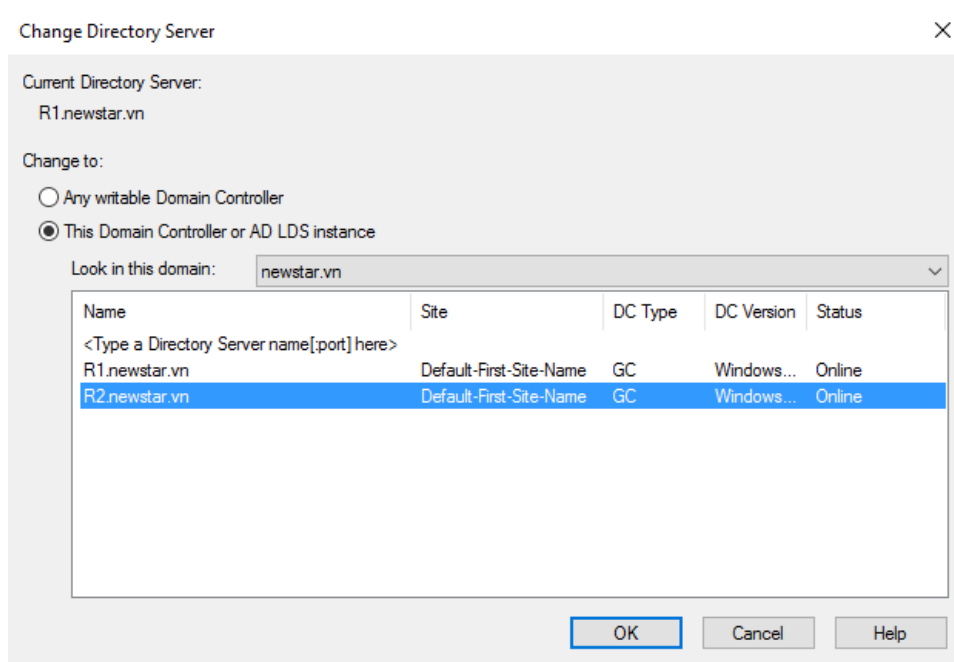 Change Directory Server
Current Directory Server:
R1.newstar.vn
Change to:
Any writable Domain Controller
This Domain Controller or AD LDS instance
Look in this domain: newstar.vn
Name Site DC Type DC Version Status
<Type a Directory Server name[:port] here>
R1.newstar.vn Default-First-Site-Name GC Windows... Online
R2.newstar.vn Default-First-Site-Name GC Windows... Online
OK Cancel Help